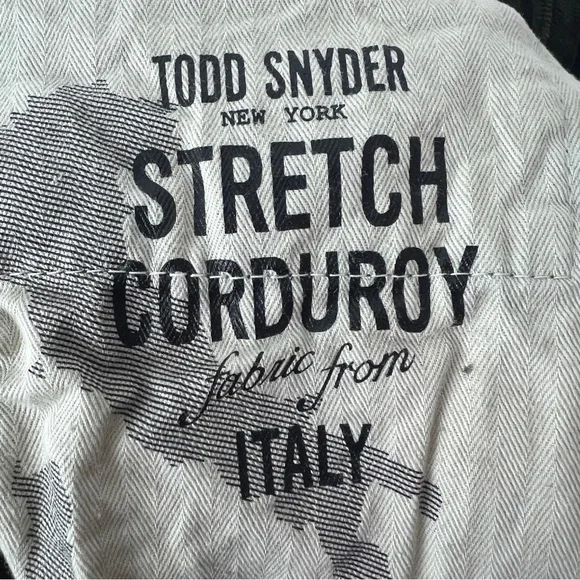 TODD SNYDER
NEW YORK
STRETCH
CORDUROY
fabric from
ITALY